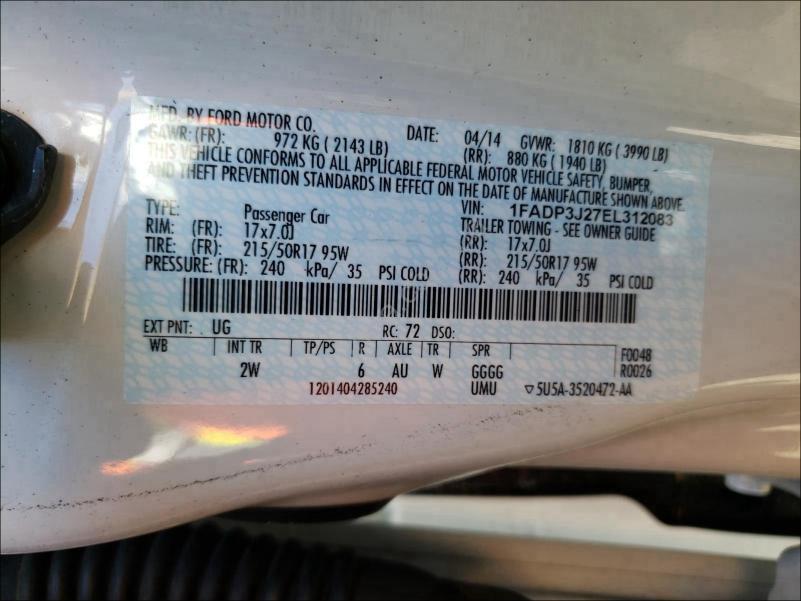 MFD. BY FORD MOTOR CO. DATE: 04/14 GVWR: 1810 KG ( 3990 LB)
GAWR: (FR): 972 KG ( 2143 LB) (RR): 880 KG ( 1940 LB)
THIS VEHICLE CONFORMS TO ALL APPLICABLE FEDERAL MOTOR VEHICLE SAFETY, BUMPER,
AND THEFT PREVENTION STANDARDS IN EFFECT ON THE DATE OF MANUFACTURE SHOWN ABOVE.
VIN: 1FADP3J27EL312083
TYPE: Passenger Car TRAILER TOWING - SEE OWNER GUIDE
RIM: (FR): 17x7.0J (RR): 17x7.0J
TIRE: (FR): 215/50R17 95W (RR): 215/50R17 95W
PRESSURE: (FR): 240 kPa/ 35 PSI COLD (RR): 240 kPa/ 35 PSI COLD
EXT PNT: UG RC: 72 DSO:
WB INT TR TP/PS R AXLE TR SPR F0048
2W 6 AU W GGGG R0026
1201404285240 UMU ▽5U5A-3520472-AA